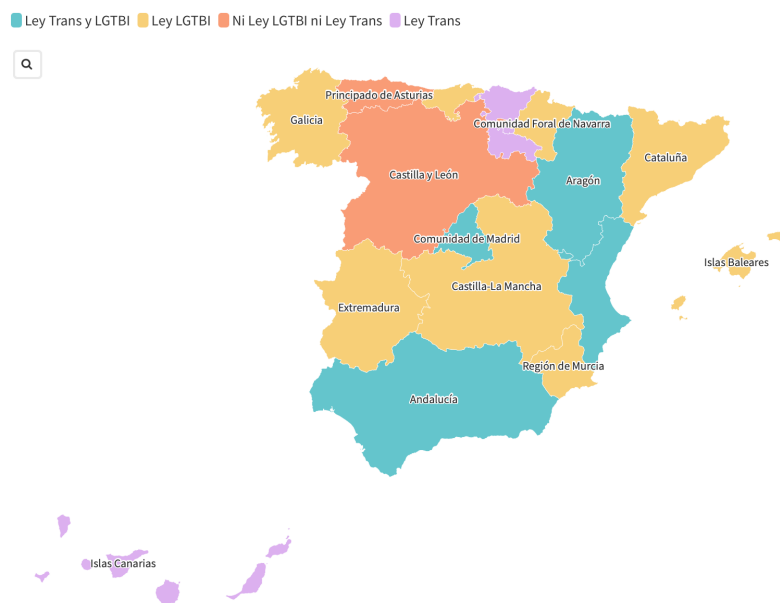 Ley Trans y LGTBI Ley LGTBI Ni Ley LGTBI ni Ley Trans Ley Trans
Principado de Asturias
Galicia
Comunidad Foral de Navarra
Cataluña
Castilla y León
Aragón
Comunidad de Madrid
Islas Baleares
Castilla-La Mancha
Extremadura
Región de Murcia
Andalucía
Islas Canarias